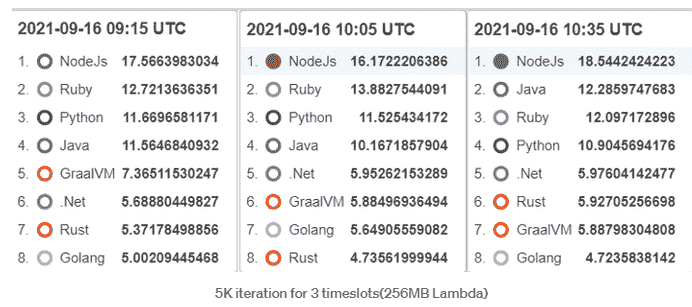 2021-09-16 09:15 UTC
1. NodeJs 17.5663983034
2. Ruby 12.7213636351
3. Python 11.6696581171
4. Java 11.5646840932
5. GraalVM 7.36511530247
6. .Net 5.68880449827
7. Rust 5.37178498856
8. Golang 5.00209445468
2021-09-16 10:05 UTC
1. NodeJs 16.1722206386
2. Ruby 13.8827544091
3. Python 11.525434172
4. Java 10.1671857904
5. .Net 5.95262153289
6. GraalVM 5.88496936494
7. Golang 5.64905559082
8. Rust 4.73561999944
2021-09-16 10:35 UTC
1. NodeJs 18.5442424223
2. Java 12.2859747683
3. Ruby 12.097172896
4. Python 10.9045694176
5. .Net 5.97604142477
6. Rust 5.92705256698
7. GraalVM 5.88798304808
8. Golang 4.7235838142
5K iteration for 3 timeslots(256MB Lambda)